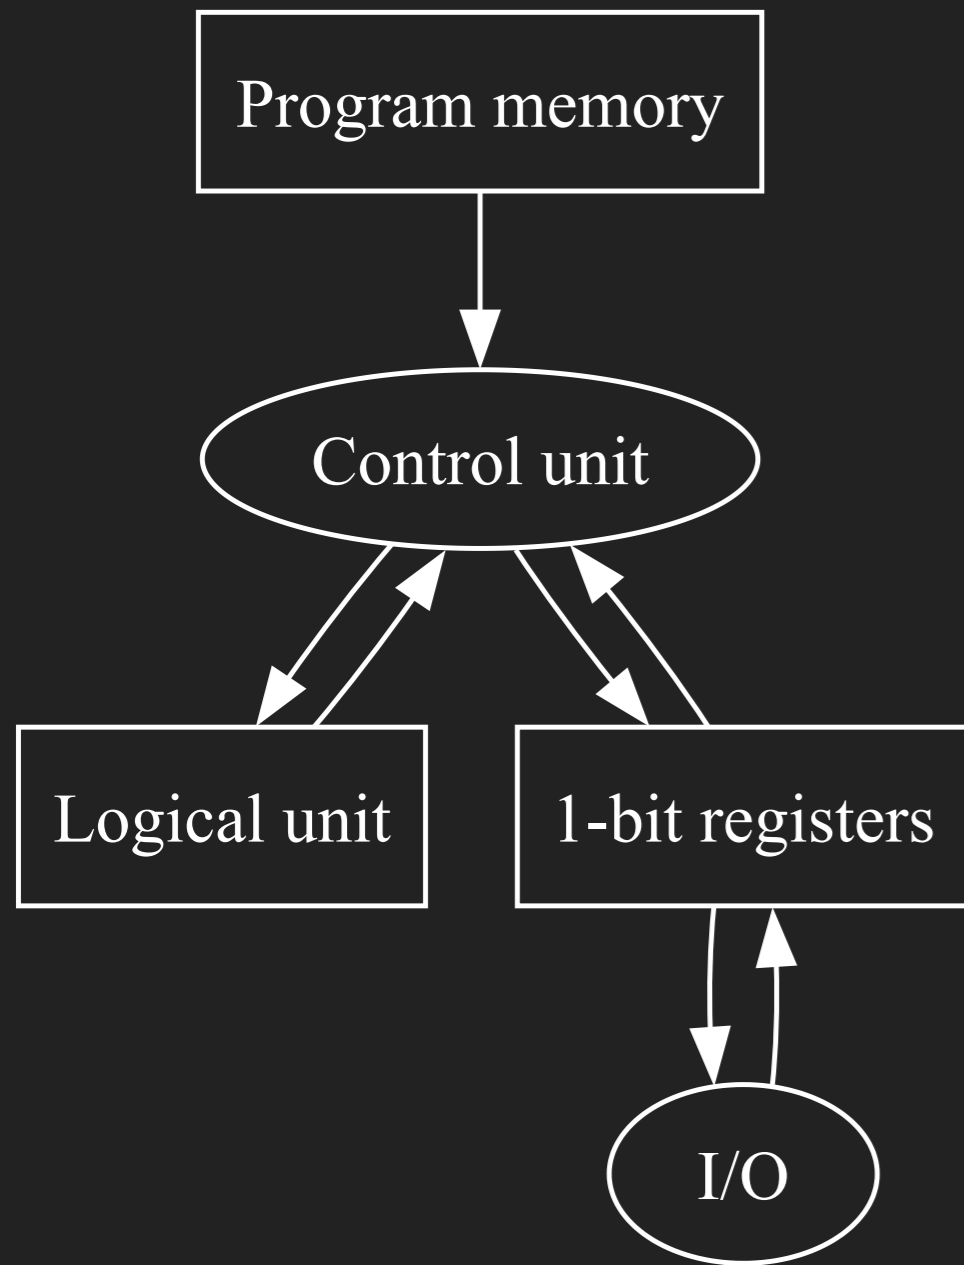 Program memory
Control unit
Logical unit
1-bit registers
I/O